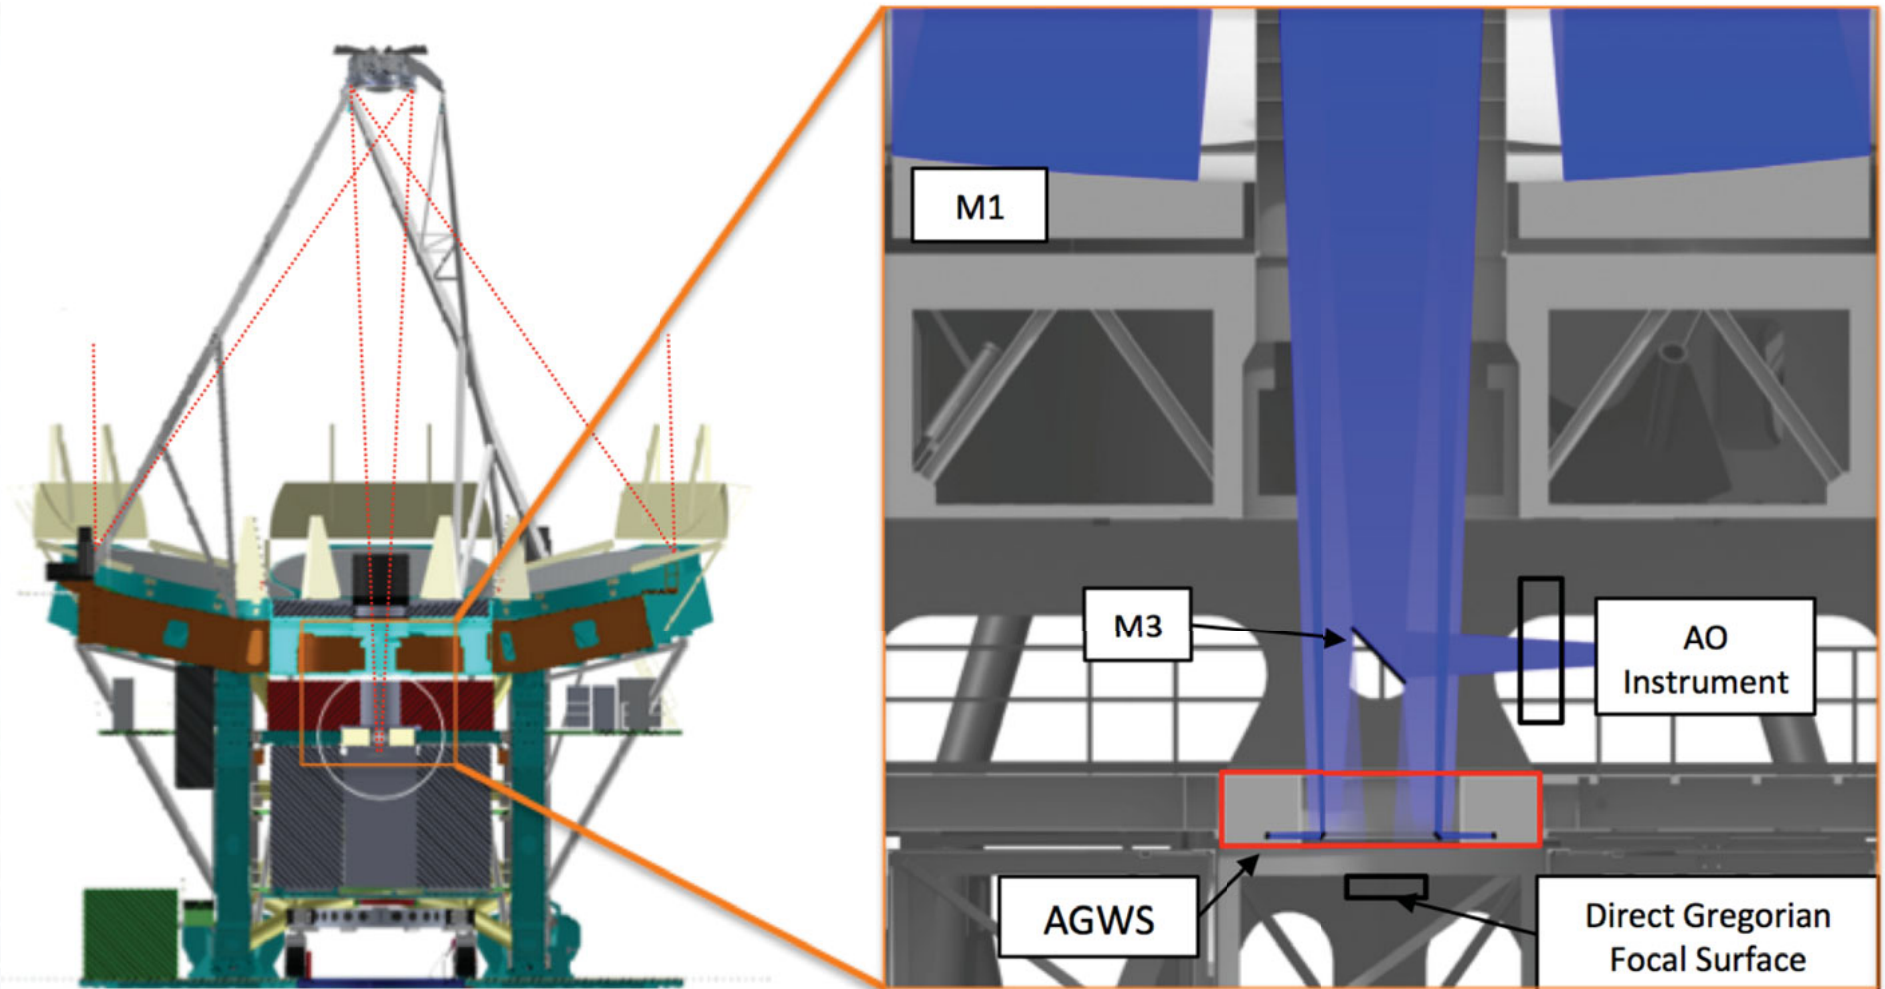 M1
M3
AO
Instrument
AGWS
Direct Gregorian
Focal Surface